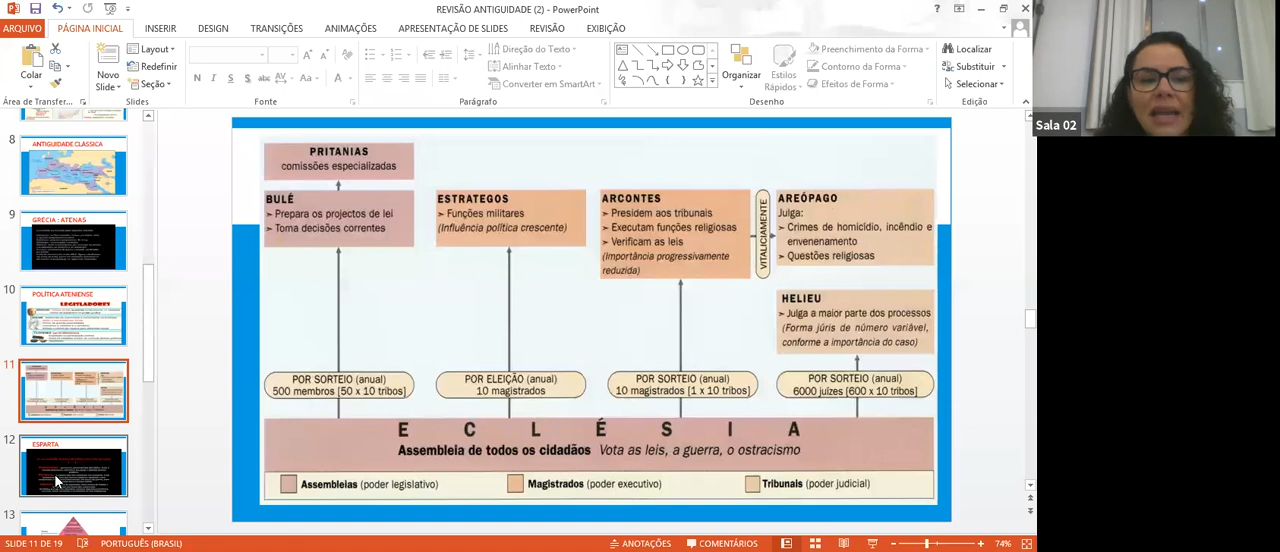 REVISÃO ANTIGUIDADE (2) - PowerPoint
ARQUIVO PÁGINA INICIAL INSERIR DESIGN TRANSIÇÕES ANIMAÇÕES APRESENTAÇÃO DE SLIDES REVISÃO EXIBIÇÃO
Colar
Novo
Slide
Layout
Redefinir
Seção
N I S S abc AV Aa A
Direção do Texto
Alinhar Texto
Converter em SmartArt
Organizar
Estilos
Rápidos
Preenchimento da Forma
Contorno da Forma
Efeitos de Forma
Localizar
Substituir
Selecionar
Área de Transfer...
Slides
Fonte
Parágrafo
Desenho
Edição
Sala 02
8
ANTIGUIDADE CLÁSSICA
9
GRÉCIA : ATENAS
10
POLÍTICA ATENIENSE
LEGISLADORES
11
12
ESPARTA
13
PRITANIAS
comissões especializadas
BULÉ
➣ Prepara os projectos de lei
➣ Toma decisões correntes
ESTRATEGOS
➣ Funções militares
(Influência política crescente)
ARCONTES
➣ Presidem aos tribunais
➣ Executam funções religiosas
➣ Verificam as leis
(Importância progressivamente
reduzida)
VITALICIAMENTE
AREÓPAGO
Julga:
➣ Crimes de homicídio, incêndio e
envenenamento
➣ Questões religiosas
HELIEU
➣ Julga a maior parte dos processos
(Forma júris de número variável,
conforme a importância do caso)
POR SORTEIO (anual)
500 membros [50 x 10 tribos]
POR ELEIÇÃO (anual)
10 magistrados
POR SORTEIO (anual)
10 magistrados [1 x 10 tribos]
POR SORTEIO (anual)
6000 juízes [600 x 10 tribos]
E C L É S I A
Assembleia de todos os cidadãos Vota as leis, a guerra, o ostracismo
Assembleias (poder legislativo)
Magistrados (poder executivo)
Tribunais (poder judicial)
SLIDE 11 DE 19 PORTUGUÊS (BRASIL) ANOTAÇÕES COMENTÁRIOS 74%